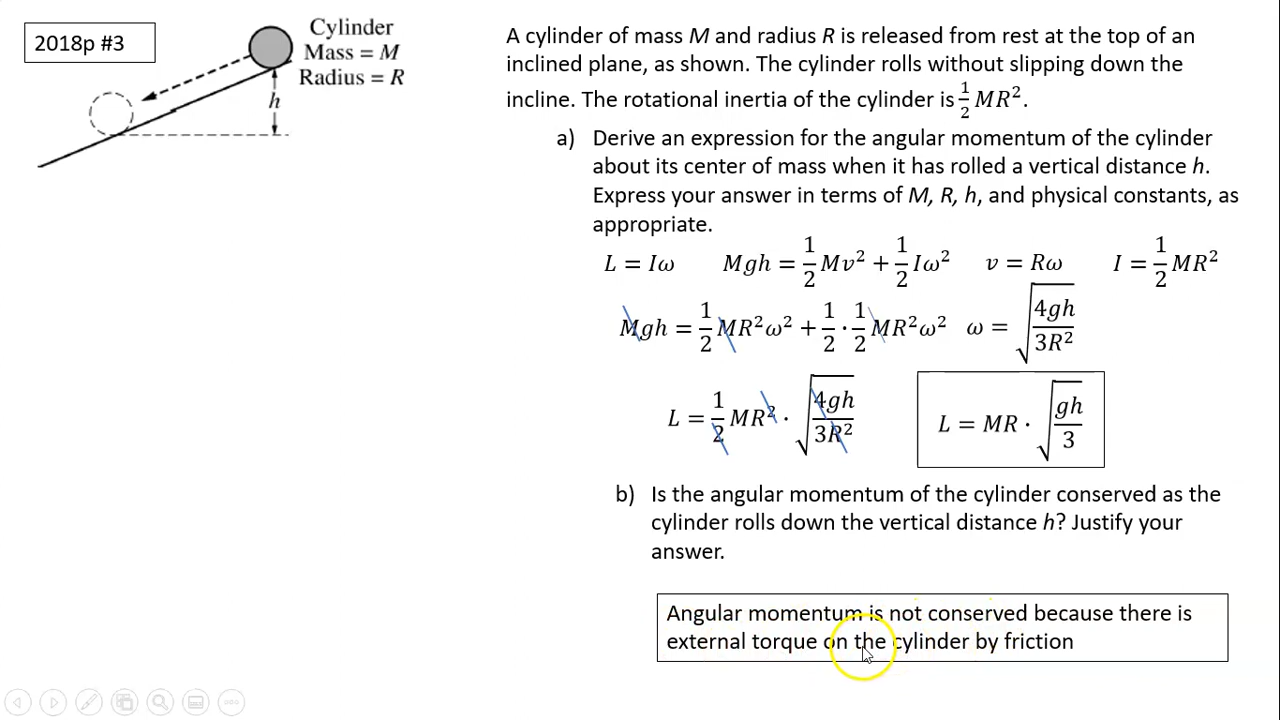 2018p #3
Cylinder
Mass = M
Radius = R
h
A cylinder of mass M and radius R is released from rest at the top of an
inclined plane, as shown. The cylinder rolls without slipping down the
incline. The rotational inertia of the cylinder is 1/2 MR².
a) Derive an expression for the angular momentum of the cylinder
about its center of mass when it has rolled a vertical distance h.
Express your answer in terms of M, R, h, and physical constants, as
appropriate.
L = Iω Mgh = 1/2 Mv² + 1/2 Iω² v = Rω I = 1/2 MR²
Mgh = 1/2 MR²ω² + 1/2 · 1/2 MR²ω² ω = √(4gh/3R²)
L = 1/2 MR² · √(4gh/3R²) L = MR · √(gh/3)
b) Is the angular momentum of the cylinder conserved as the
cylinder rolls down the vertical distance h? Justify your
answer.
Angular momentum is not conserved because there is
external torque on the cylinder by friction